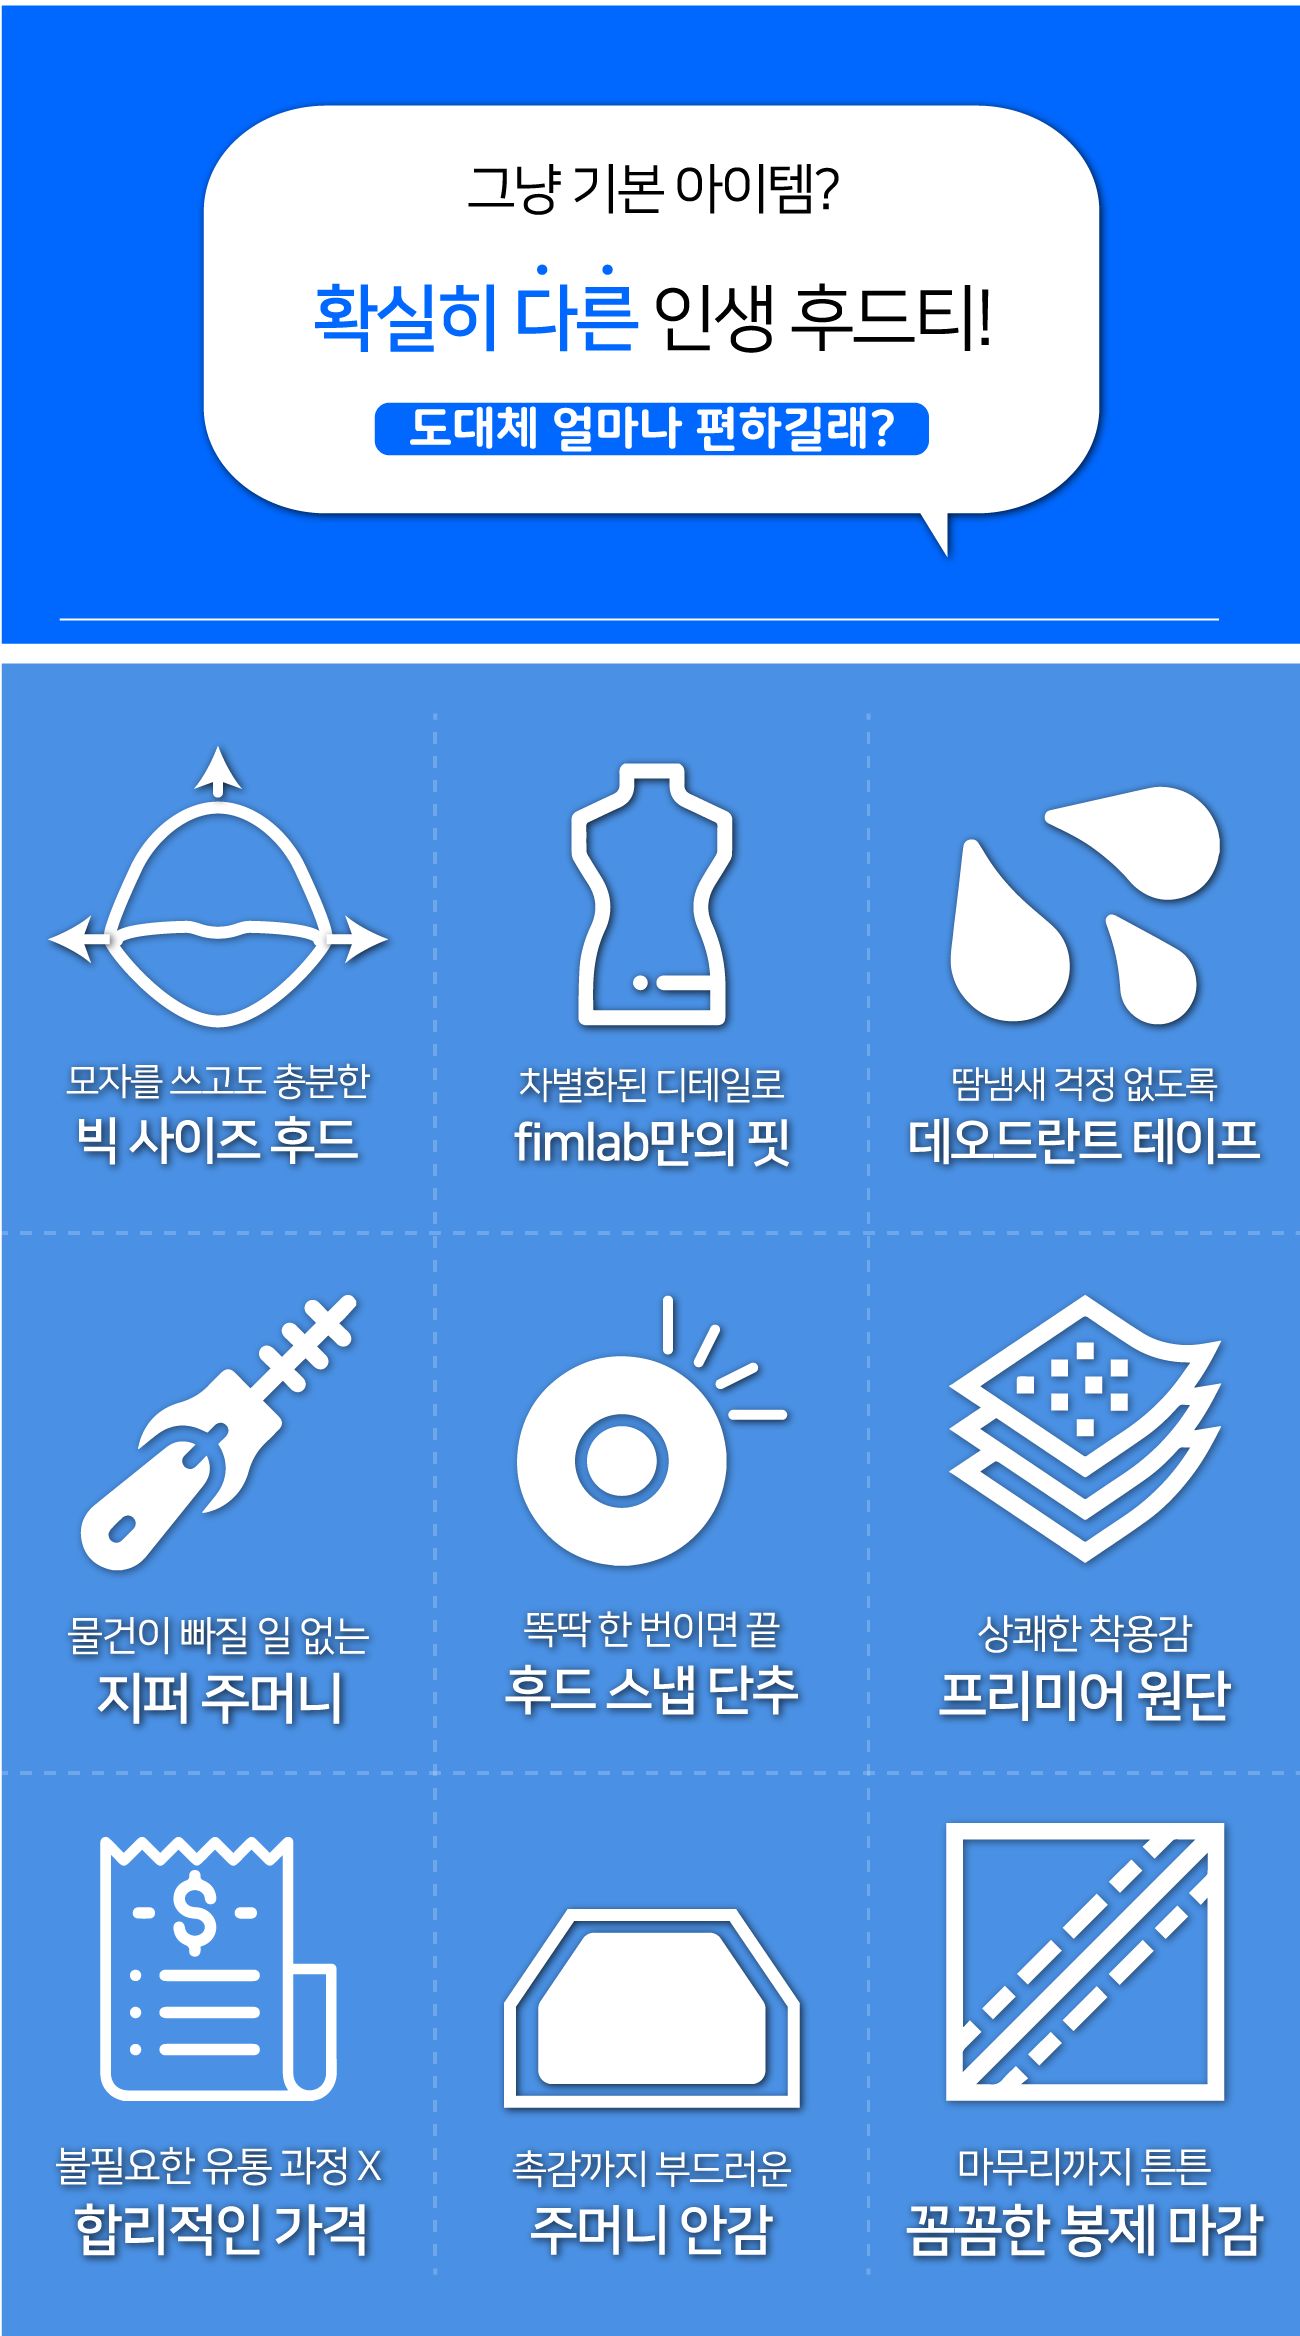 그냥 기본 아이템?
확실히 다른 인생 후드티!
도대체 얼마나 편하길래?
모자를 쓰고도 충분한
빅 사이즈 후드
차별화된 디테일로
fimlab만의 핏
땀냄새 걱정 없도록
데오드란트 테이프
물건이 빠질 일 없는
지퍼 주머니
똑딱 한 번이면 끝
후드 스냅 단추
상쾌한 착용감
프리미어 원단
불필요한 유통 과정 X
합리적인 가격
촉감까지 부드러운
주머니 안감
마무리까지 튼튼
꼼꼼한 봉제 마감